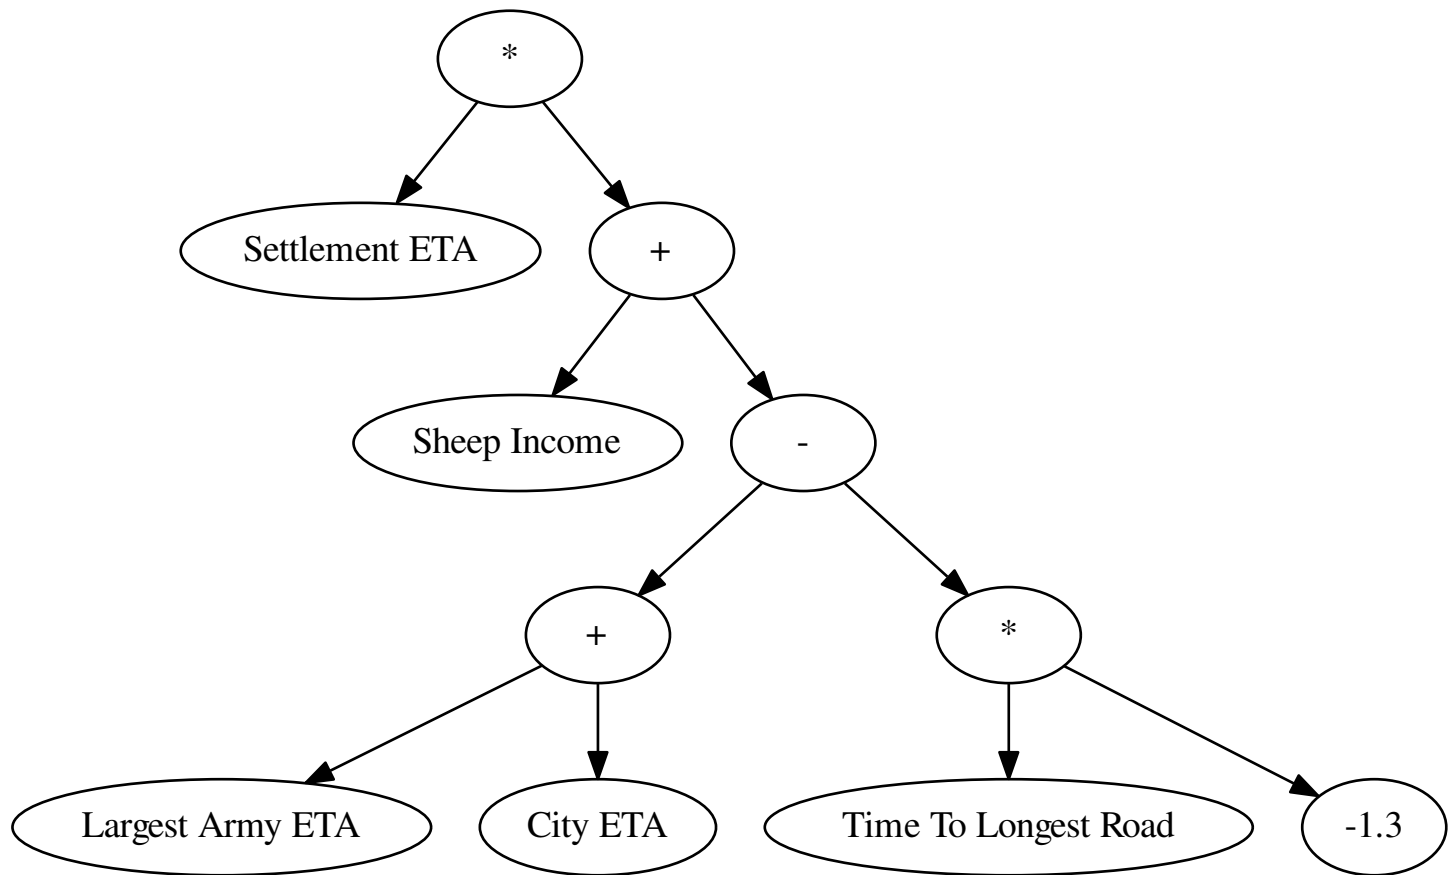 *
Settlement ETA
+
Sheep Income
-
+
*
Largest Army ETA
City ETA
Time To Longest Road
-1.3